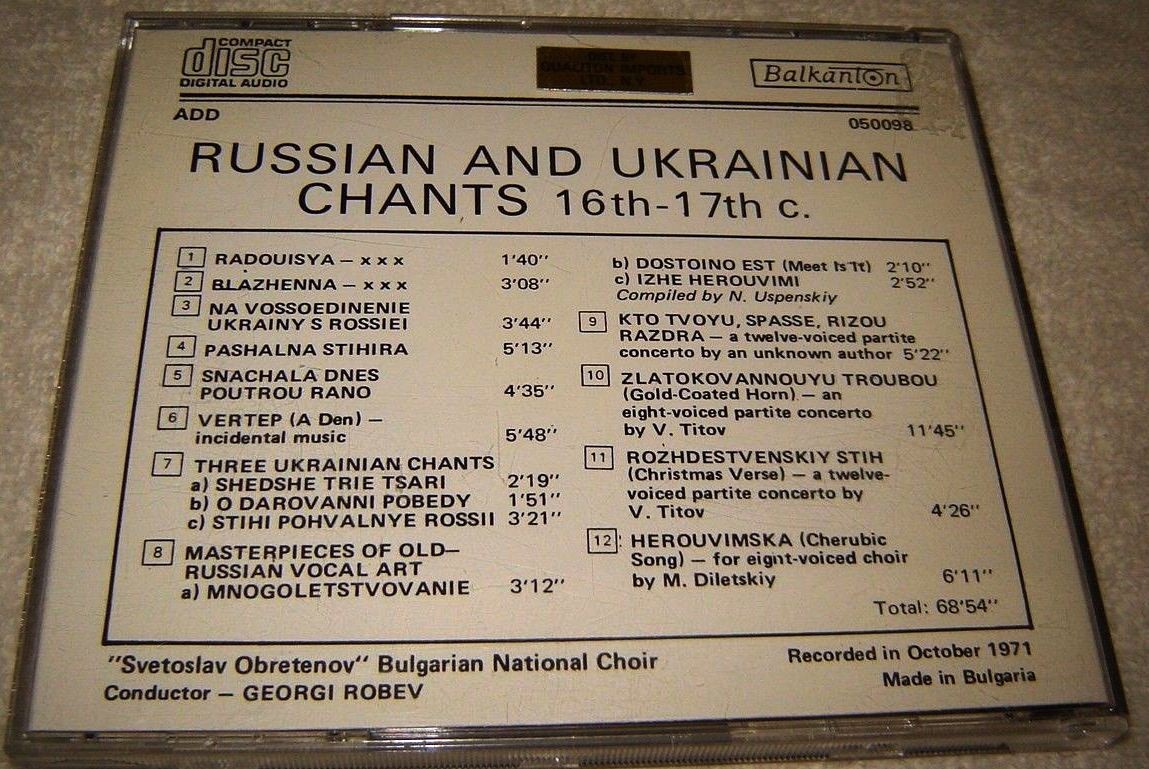 COMPACT
disc
DIGITAL AUDIO
DIST. BY
QUALITON IMPORTS
LTD. N.Y.
Balkanton
ADD
050098
RUSSIAN AND UKRAINIAN
CHANTS 16th-17th c.
1 RADOUISYA – x x x 1'40''
2 BLAZHENNA – x x x 3'08''
3 NA VOSSOEDINENIE
UKRAINY S ROSSIEI 3'44''
4 PASHALNA STIHIRA 5'13''
5 SNACHALA DNES
POUTROU RANO 4'35''
6 VERTEP (A Den) –
incidental music 5'48''
7 THREE UKRAINIAN CHANTS
a) SHEDSHE TRIE TSARI 2'19''
b) O DAROVANNI POBEDY 1'51''
c) STIHI POHVALNYE ROSSII 3'21''
8 MASTERPIECES OF OLD–
RUSSIAN VOCAL ART
a) MNOGOLETSTVOVANIE 3'12''
b) DOSTOINO EST (Meet Is It) 2'10''
c) IZHE HEROUVIMI 2'52''
Compiled by N. Uspenskiy
9 KTO TVOYU, SPASSE, RIZOU
RAZDRA – a twelve-voiced partite
concerto by an unknown author 5'22''
10 ZLATOKOVANNOUYU TROUBOU
(Gold-Coated Horn) – an
eight-voiced partite concerto
by V. Titov 11'45''
11 ROZHDESTVENSKIY STIH
(Christmas Verse) – a twelve-
voiced partite concerto by
V. Titov 4'26''
12 HEROUVIMSKA (Cherubic
Song) – for eight-voiced choir
by M. Diletskiy 6'11''
Total: 68'54''
"Svetoslav Obretenov" Bulgarian National Choir
Conductor – GEORGI ROBEV
Recorded in October 1971
Made in Bulgaria